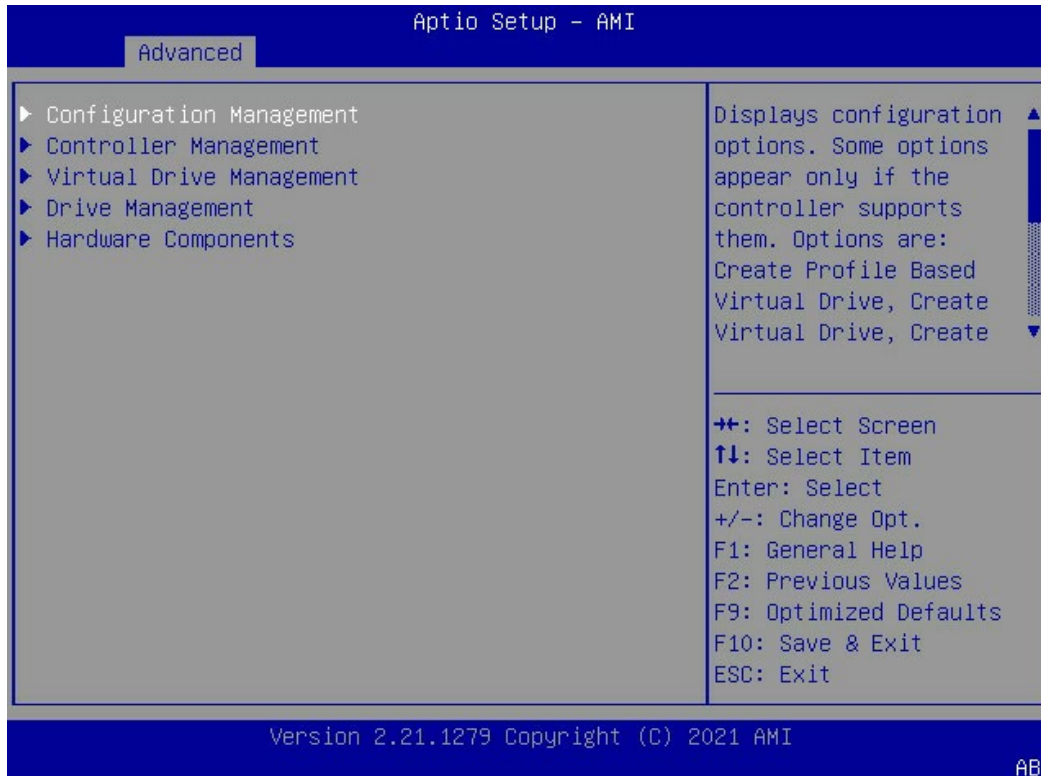 Aptio Setup – AMI
Advanced
Configuration Management
Controller Management
Virtual Drive Management
Drive Management
Hardware Components
Displays configuration
options. Some options
appear only if the
controller supports
them. Options are:
Create Profile Based
Virtual Drive, Create
Virtual Drive, Create
→←: Select Screen
↑↓: Select Item
Enter: Select
+/-: Change Opt.
F1: General Help
F2: Previous Values
F9: Optimized Defaults
F10: Save & Exit
ESC: Exit
Version 2.21.1279 Copyright (C) 2021 AMI
AB